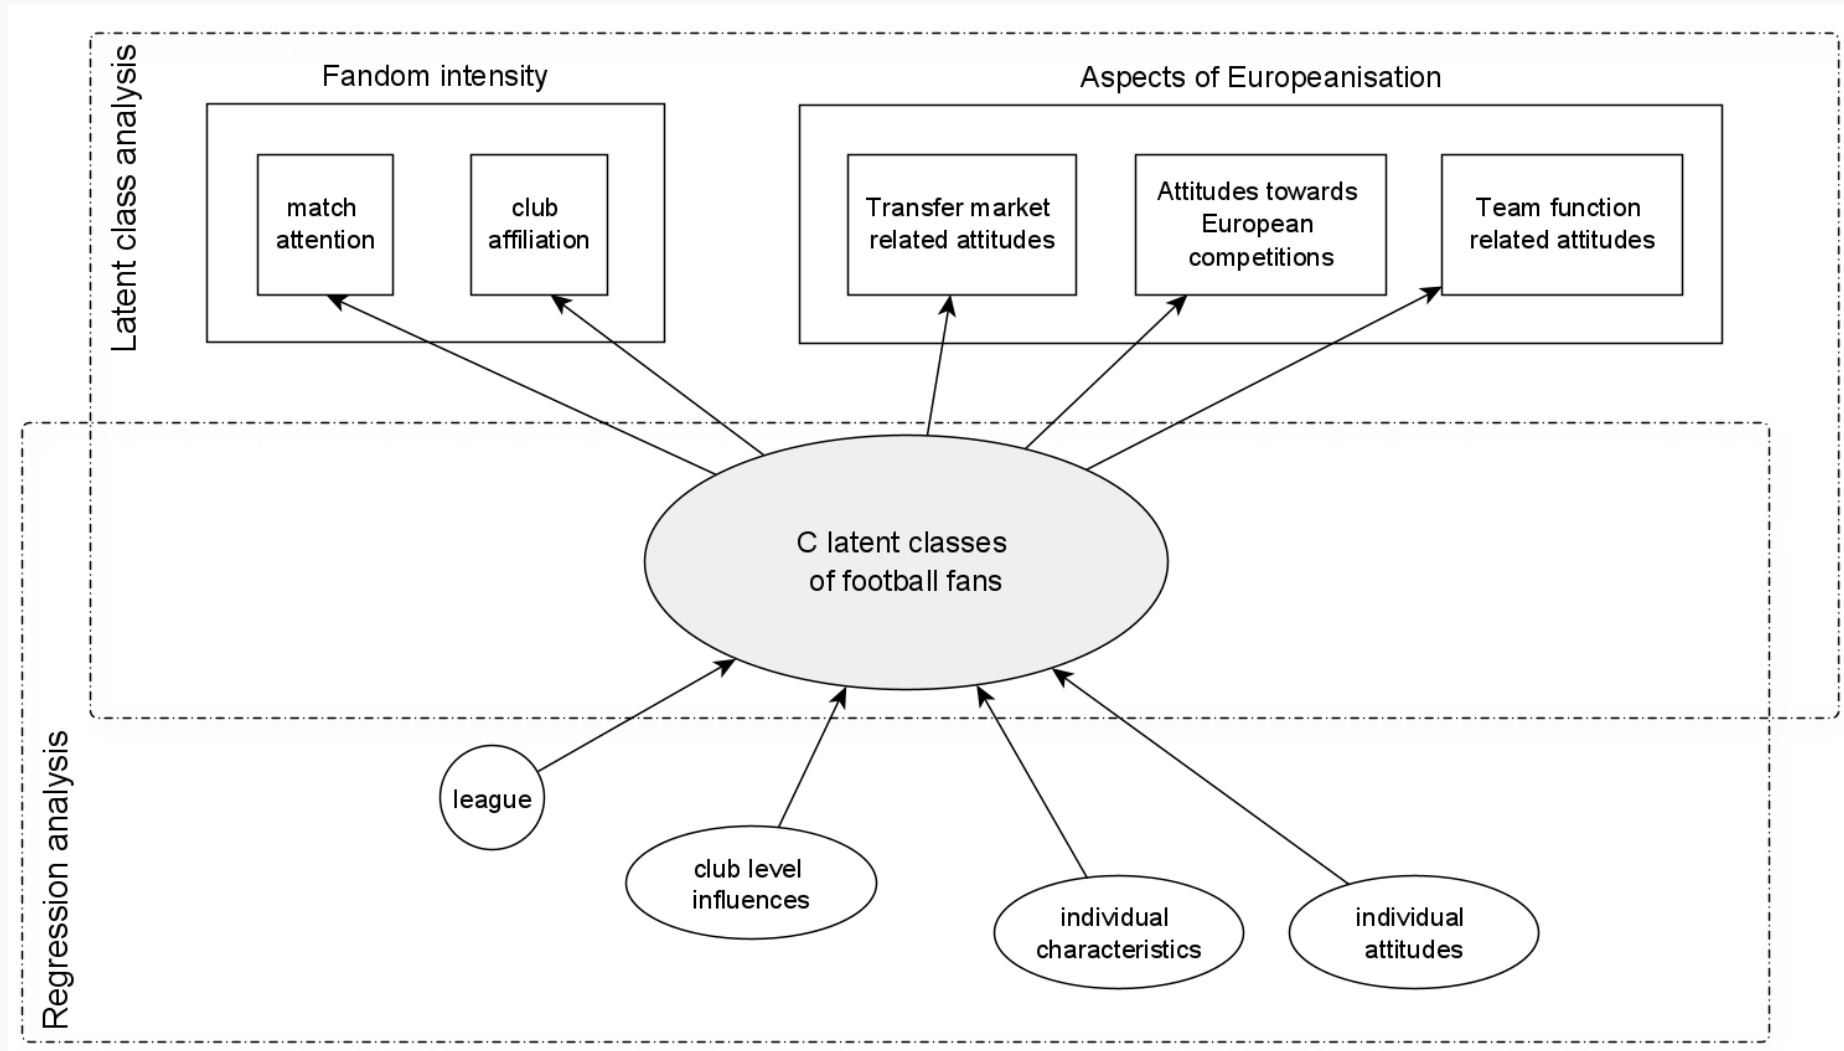 Latent class analysis
Fandom intensity
match
attention
club
affiliation
Aspects of Europeanisation
Transfer market
related attitudes
Attitudes towards
European
competitions
Team function
related attitudes
C latent classes
of football fans
Regression analysis
league
club level
influences
individual
characteristics
individual
attitudes